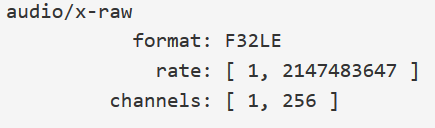 audio/x-raw
format: F32LE
rate: [ 1, 2147483647 ]
channels: [ 1, 256 ]